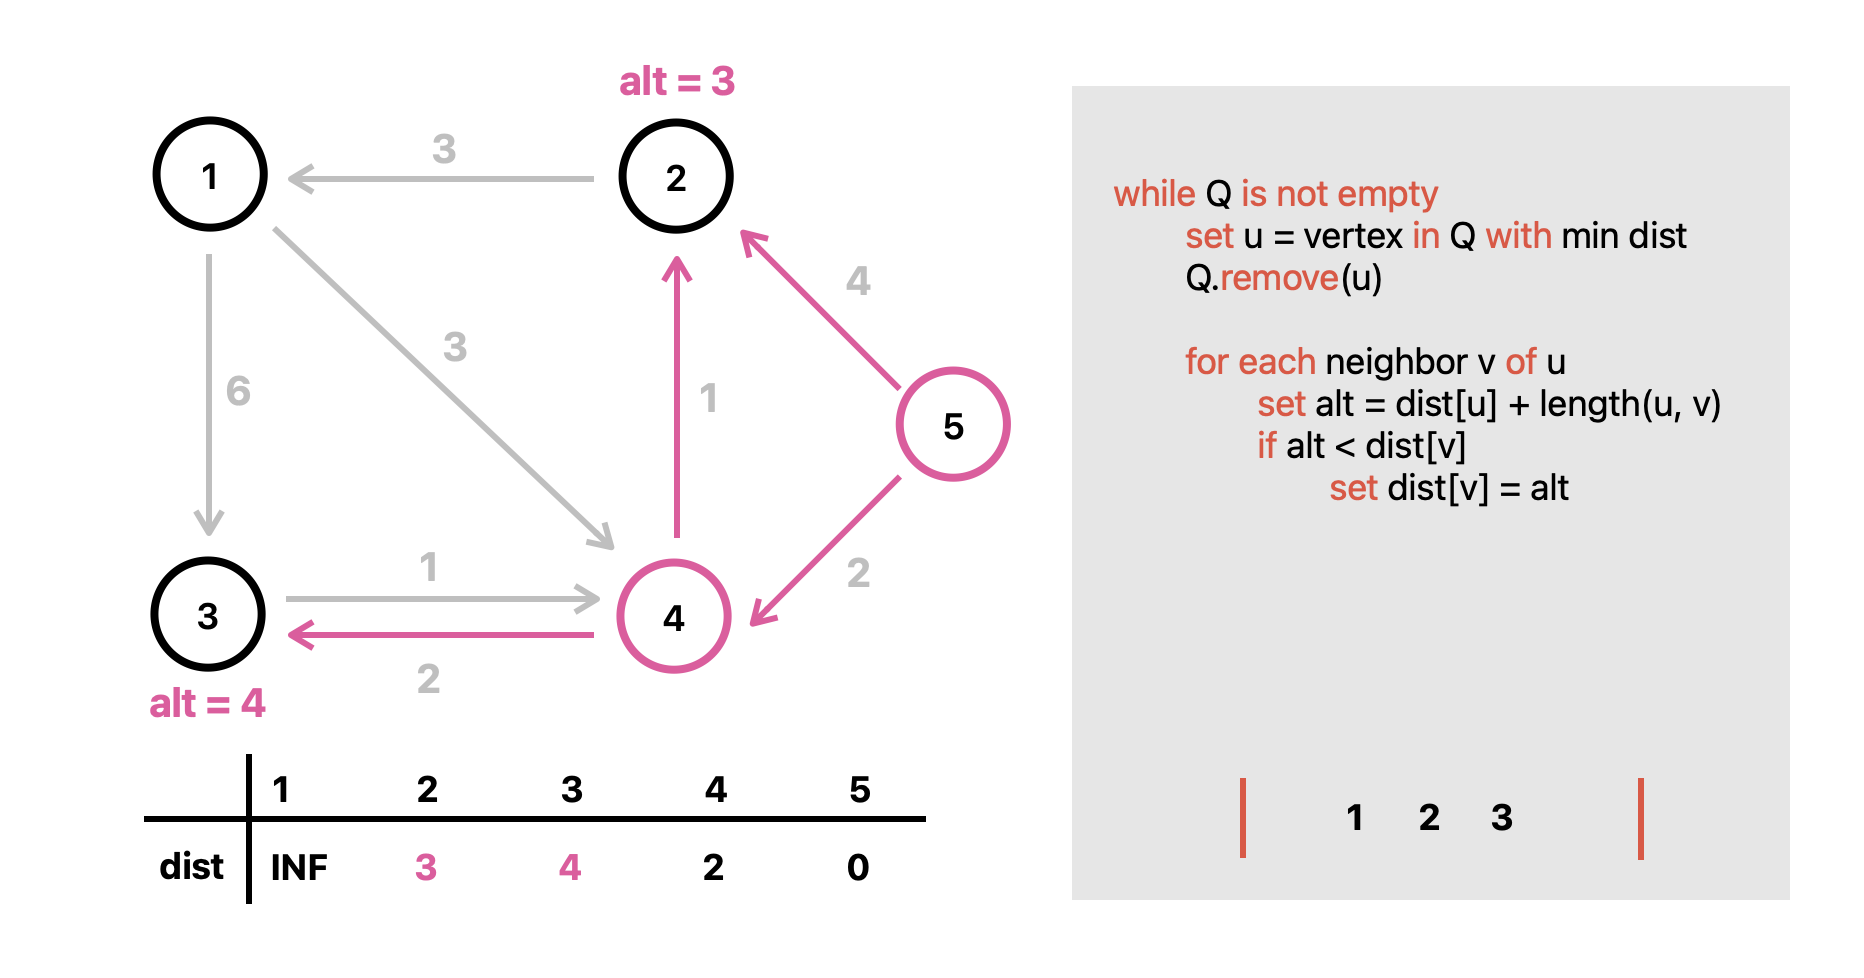 alt = 3
1
3
2
4
6
3
1
5
1
2
3
4
2
alt = 4
1 2 3 4 5
dist INF 3 4 2 0
while Q is not empty
set u = vertex in Q with min dist
Q.remove(u)
for each neighbor v of u
set alt = dist[u] + length(u, v)
if alt < dist[v]
set dist[v] = alt
1 2 3